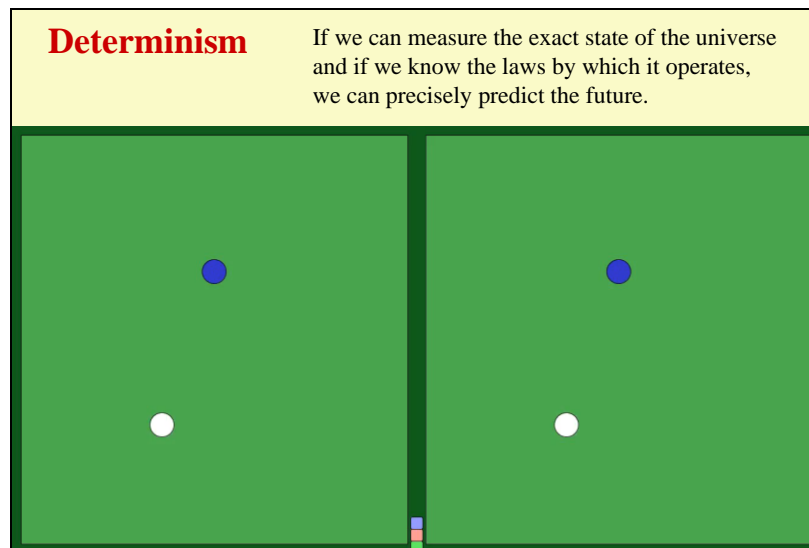 Determinism
If we can measure the exact state of the universe
and if we know the laws by which it operates,
we can precisely predict the future.